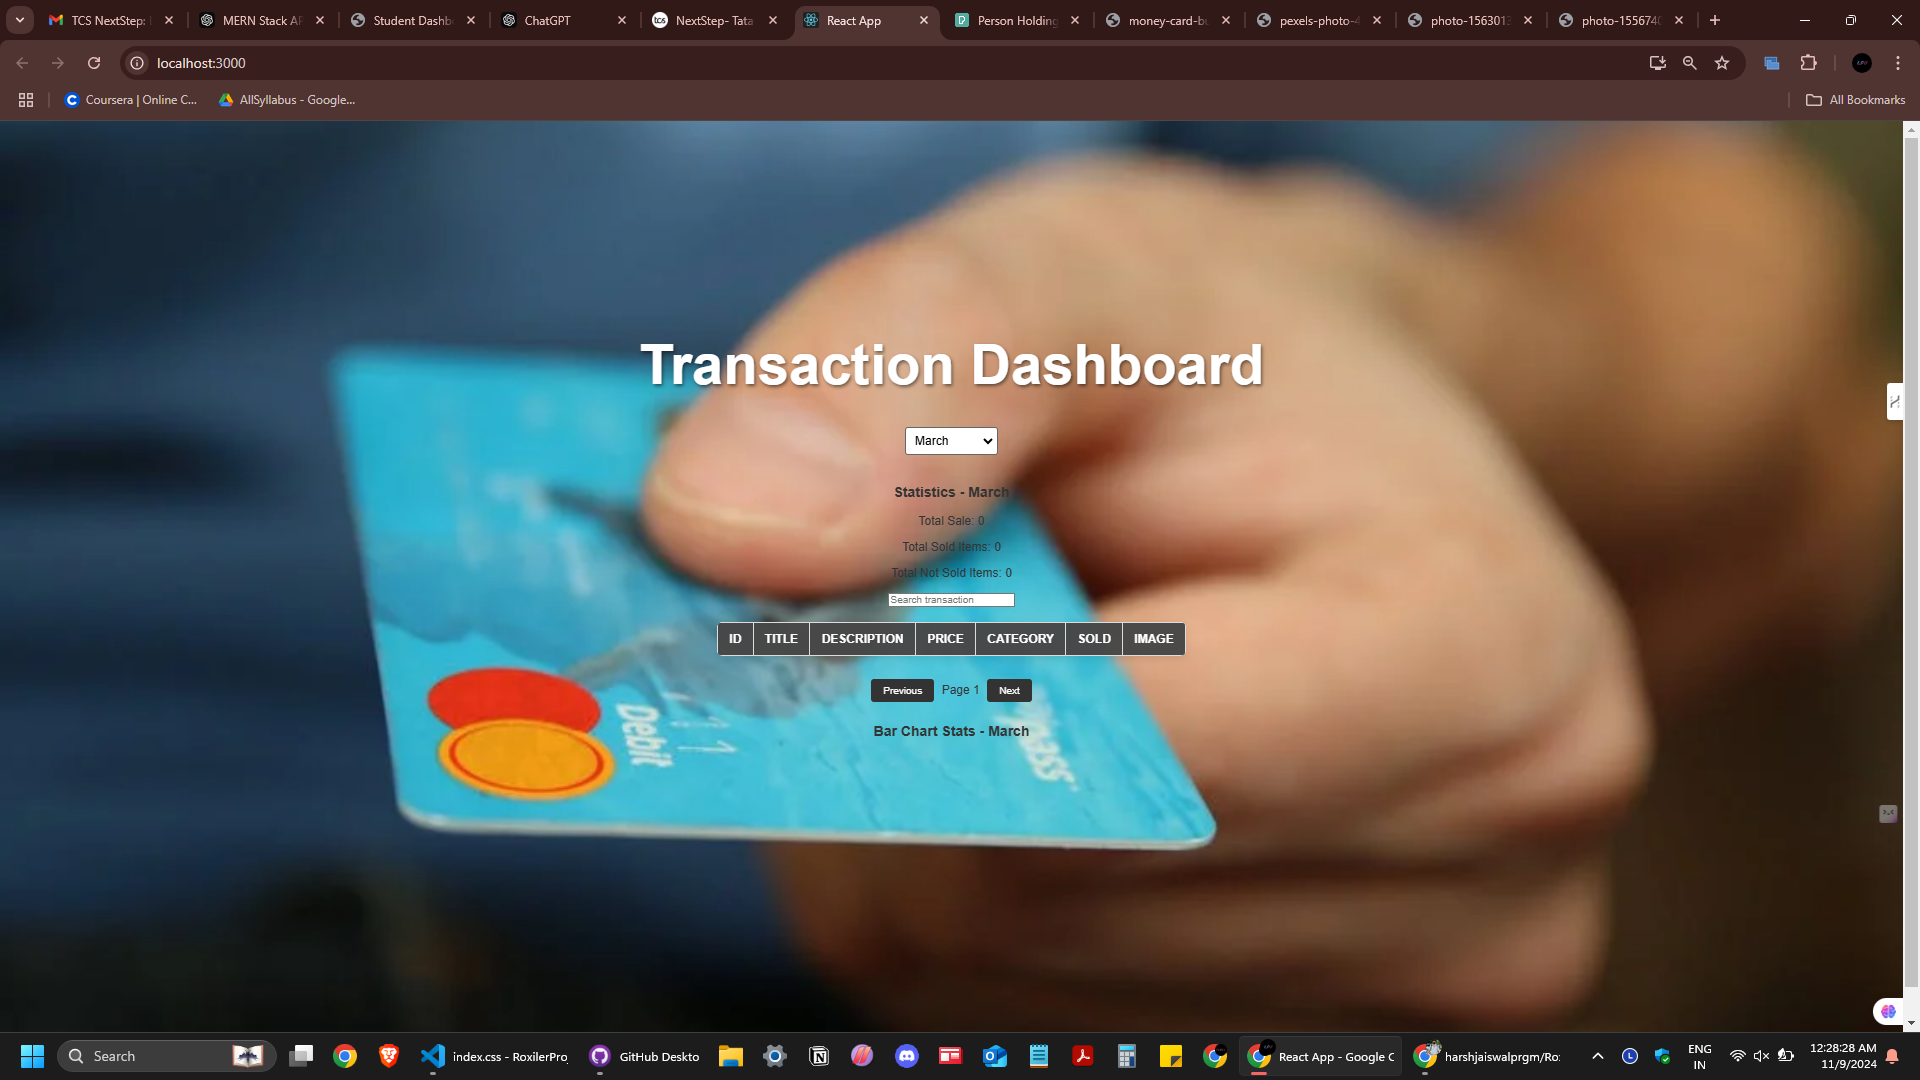 TCS NextStep:
MERN Stack AF
Student Dashb
ChatGPT
NextStep- Tata
React App
Person Holding
money-card-bu
pexels-photo-4
photo-1563013
photo-1556740
localhost:3000
Coursera | Online C...
AllSyllabus - Google...
All Bookmarks
Transaction Dashboard
March
Statistics - March
Total Sale: 0
Total Sold Items: 0
Total Not Sold Items: 0
Search transaction
ID TITLE DESCRIPTION PRICE CATEGORY SOLD IMAGE
Previous Page 1 Next
Debit
Bar Chart Stats - March
Search
index.css - RoxilerPro
GitHub Deskto
React App - Google C
harshjaiswalprgm/Ro
ENG
IN
12:28:28 AM
11/9/2024